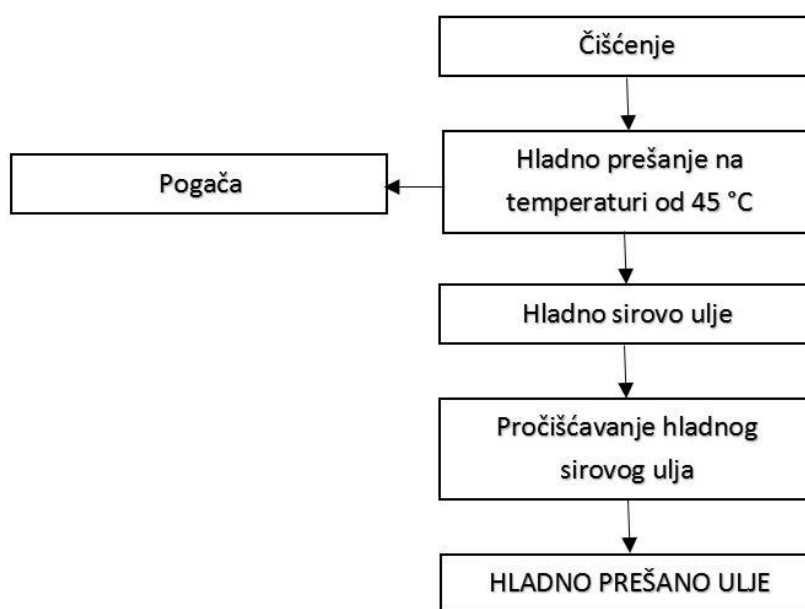 Čišćenje
Pogača
Hladno prešanje na
temperaturi od 45 °C
Hladno sirovo ulje
Pročišćavanje hladnog
sirovog ulja
HLADNO PREŠANO ULJE